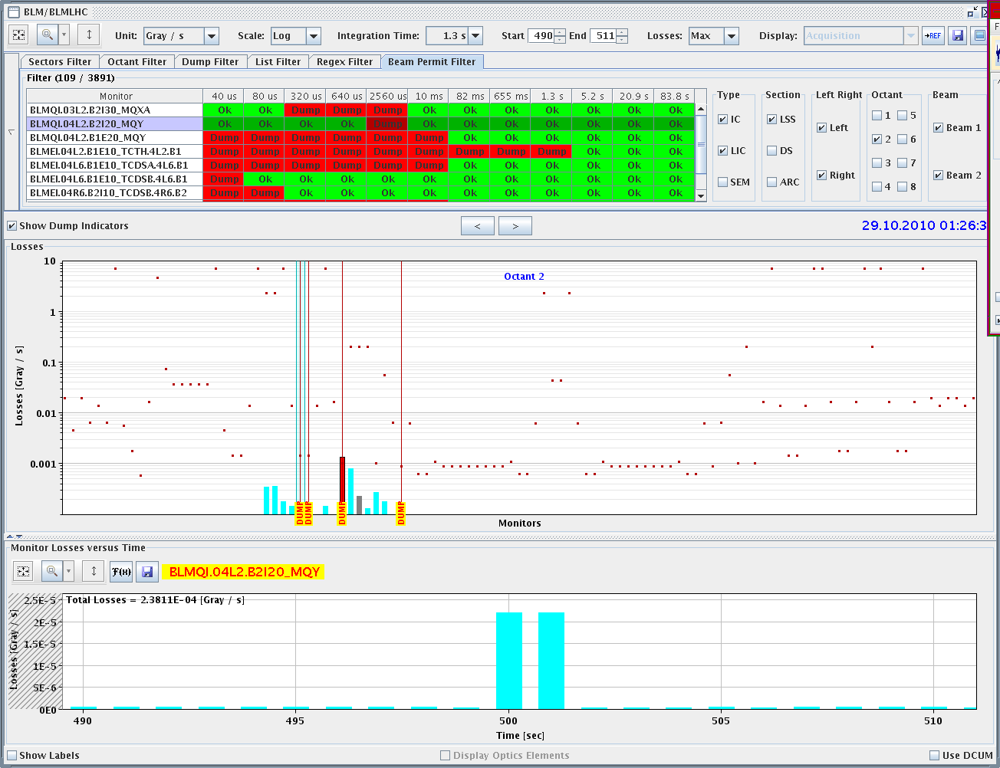 BLM/BLMLHC
Unit: Gray / s Scale: Log Integration Time: 1.3 s Start 490 End 511 Losses: Max Display: Acquisition →REF
Sectors Filter Octant Filter Dump Filter List Filter Regex Filter Beam Permit Filter
Filter (109 / 3891)
Monitor 40 us 80 us 320 us 640 us 2560 us 10 ms 82 ms 655 ms 1.3 s 5.2 s 20.9 s 83.8 s
BLMQI.03L2.B2I30_MQXA Ok Ok Dump Dump Dump Ok Ok Ok Ok Ok Ok Ok
BLMQI.04L2.B2I20_MQY Ok Ok Ok Ok Dump Ok Ok Ok Ok Ok Ok Ok
BLMQI.04L2.B1E20_MQY Dump Dump Dump Dump Dump Dump Ok Ok Ok Ok Ok Ok
BLMEI.04L2.B1E10_TCTH.4L2.B1 Dump Dump Dump Dump Dump Dump Dump Dump Dump Ok Ok Ok
BLMEI.04L6.B1E10_TCDSA.4L6.B1 Dump Dump Dump Dump Dump Dump Ok Ok Ok Ok Ok Ok
BLMEI.04L6.B1E10_TCDSB.4L6.B1 Dump Ok Ok Ok Ok Ok Ok Ok Ok Ok Ok Ok
BLMEI.04R6.B2I10_TCDSB.4R6.B2 Dump Dump Ok Ok Ok Ok Ok Ok Ok Ok Ok Ok
Type Section Left Right Octant Beam
IC LSS Left 1 5 Beam 1
LIC DS 2 6
SEM ARC Right 3 7 Beam 2
4 8
Show Dump Indicators < > 29.10.2010 01:26:3
Losses
Octant 2
10
1
0.1
0.01
0.001
Losses [Gray / s]
DUMP DUMP DUMP DUMP
Monitors
Monitor Losses versus Time
F(x) BLMQI.04L2.B2I20_MQY
Total Losses = 2.3811E-04 [Gray / s]
2.5E-5
2E-5
1.5E-5
1E-5
5E-6
0E0
Losses [Gray / s]
490 495 500 505 510
Time [sec]
Show Labels Display Optics Elements Use DCUM